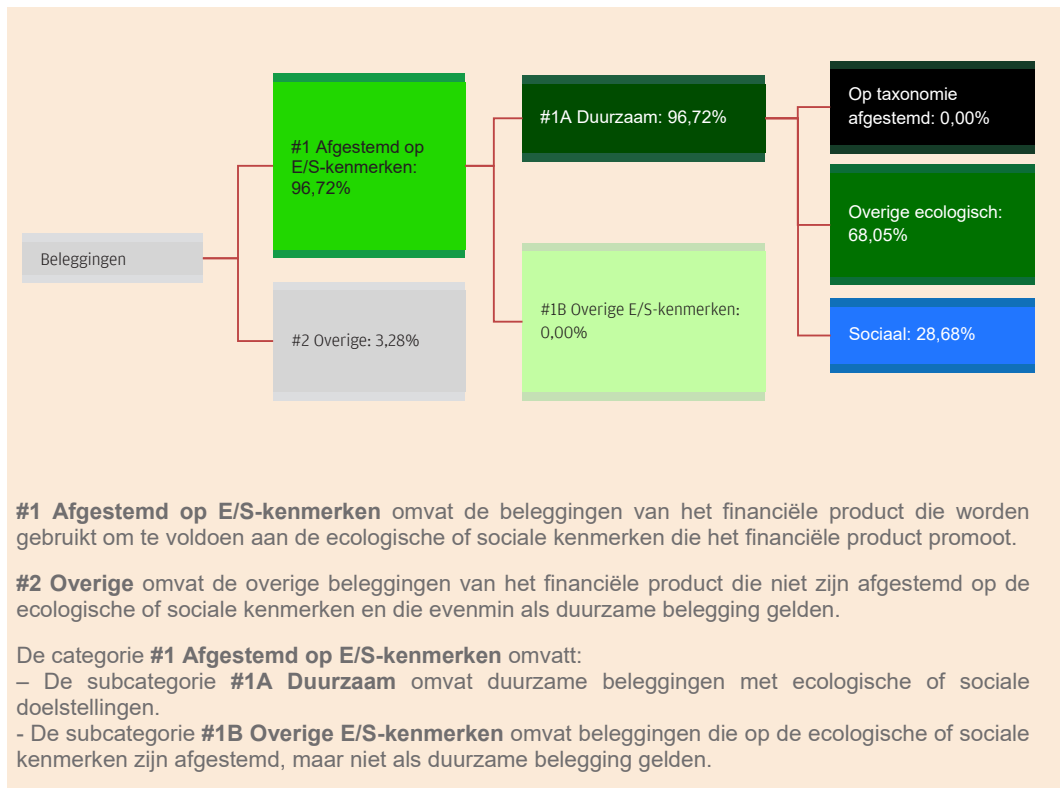 Beleggingen
#1 Afgestemd op
E/S-kenmerken:
96,72%
#2 Overige: 3,28%
#1A Duurzaam: 96,72%
#1B Overige E/S-kenmerken:
0,00%
Op taxonomie
afgestemd: 0,00%
Overige ecologisch:
68,05%
Sociaal: 28,68%
#1 Afgestemd op E/S-kenmerken omvat de beleggingen van het financiële product die worden
gebruikt om te voldoen aan de ecologische of sociale kenmerken die het financiële product promoot.
#2 Overige omvat de overige beleggingen van het financiële product die niet zijn afgestemd op de
ecologische of sociale kenmerken en die evenmin als duurzame belegging gelden.
De categorie #1 Afgestemd op E/S-kenmerken omvatt:
– De subcategorie #1A Duurzaam omvat duurzame beleggingen met ecologische of sociale
doelstellingen.
- De subcategorie #1B Overige E/S-kenmerken omvat beleggingen die op de ecologische of sociale
kenmerken zijn afgestemd, maar niet als duurzame belegging gelden.